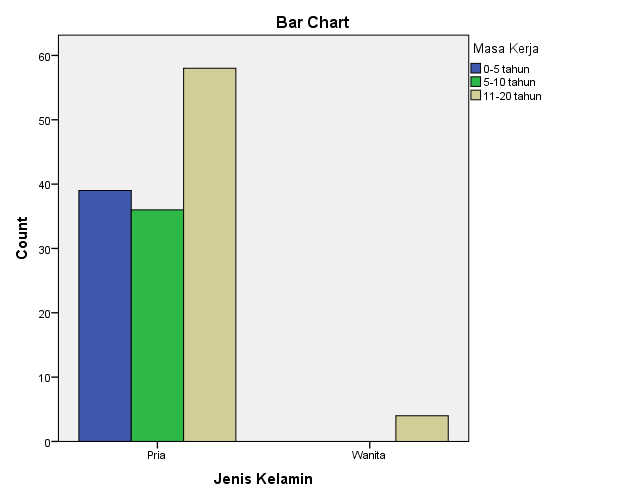 Bar Chart
Masa Kerja
0-5 tahun
5-10 tahun
11-20 tahun
60
50
40
30
20
10
0
Count
Pria
Wanita
Jenis Kelamin